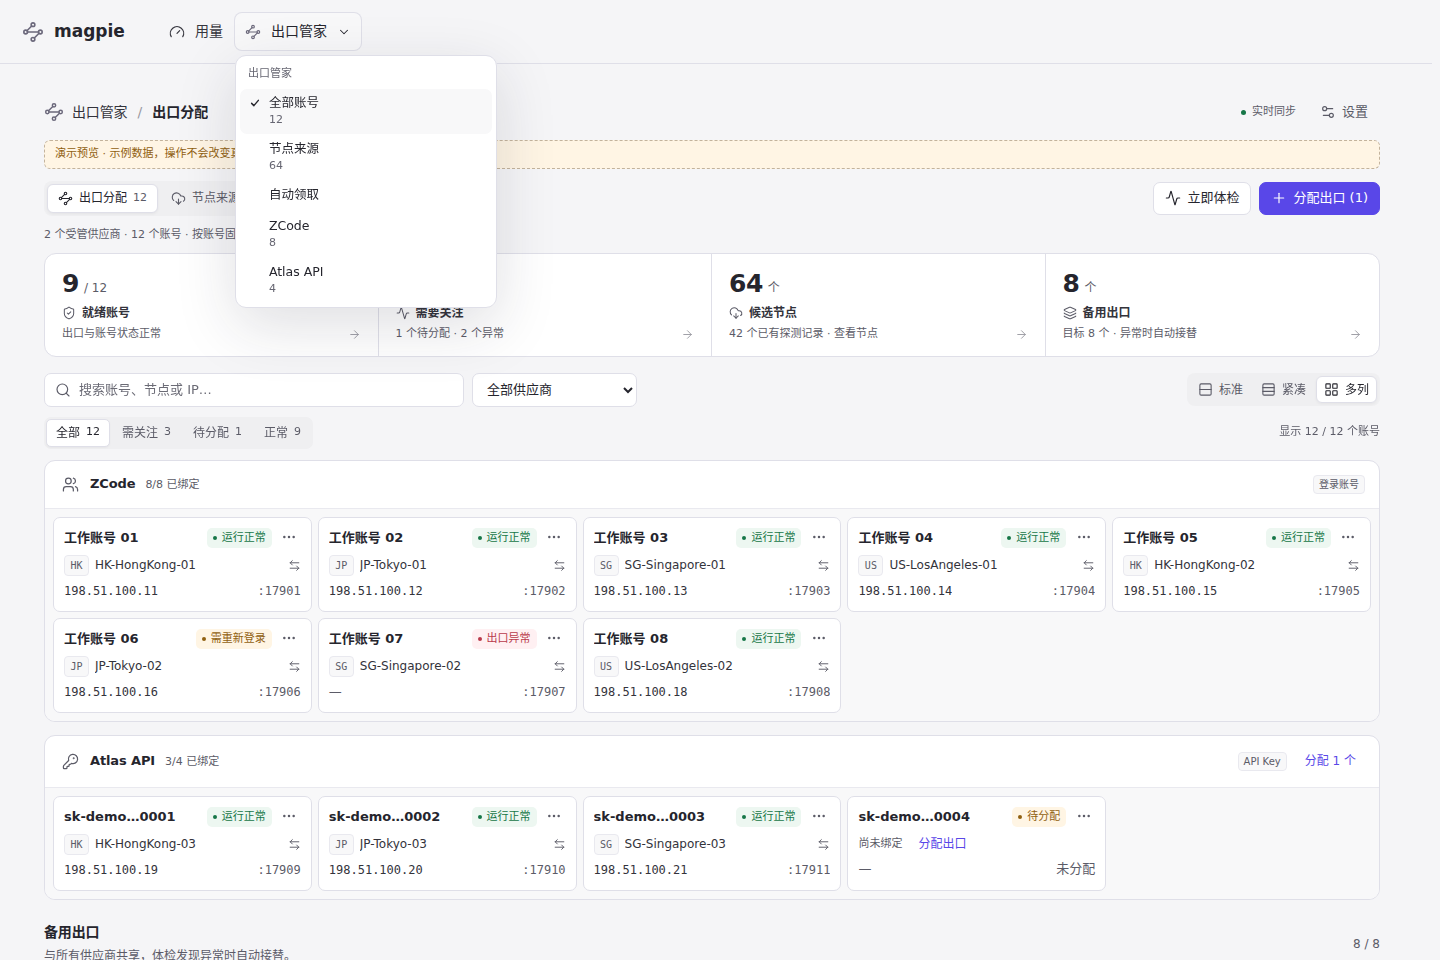 magpie
用量
出口管家
出口管家
全部账号
12
节点来源
64
自动领取
ZCode
8
Atlas API
4
出口管家 / 出口分配
实时同步
设置
演示预览 · 示例数据，操作不会改变
出口分配 12
节点来源
立即体检
分配出口 (1)
2 个受管供应商 · 12 个账号 · 按账号固
9 / 12
就绪账号
出口与账号状态正常
需要关注
1 个待分配 · 2 个异常
64 个
候选节点
42 个已有探测记录 · 查看节点
8 个
备用出口
目标 8 个 · 异常时自动接替
搜索账号、节点或 IP…
全部供应商
标准
紧凑
多列
全部 12
需关注 3
待分配 1
正常 9
显示 12 / 12 个账号
ZCode 8/8 已绑定
登录账号
工作账号 01 运行正常
HK HK-HongKong-01
198.51.100.11 :17901
工作账号 02 运行正常
JP JP-Tokyo-01
198.51.100.12 :17902
工作账号 03 运行正常
SG SG-Singapore-01
198.51.100.13 :17903
工作账号 04 运行正常
US US-LosAngeles-01
198.51.100.14 :17904
工作账号 05 运行正常
HK HK-HongKong-02
198.51.100.15 :17905
工作账号 06 需重新登录
JP JP-Tokyo-02
198.51.100.16 :17906
工作账号 07 出口异常
SG SG-Singapore-02
— :17907
工作账号 08 运行正常
US US-LosAngeles-02
198.51.100.18 :17908
Atlas API 3/4 已绑定
API Key
分配 1 个
sk-demo…0001 运行正常
HK HK-HongKong-03
198.51.100.19 :17909
sk-demo…0002 运行正常
JP JP-Tokyo-03
198.51.100.20 :17910
sk-demo…0003 运行正常
SG SG-Singapore-03
198.51.100.21 :17911
sk-demo…0004 待分配
尚未绑定 分配出口
— 未分配
备用出口
与所有供应商共享，体检发现异常时自动接替。
8 / 8